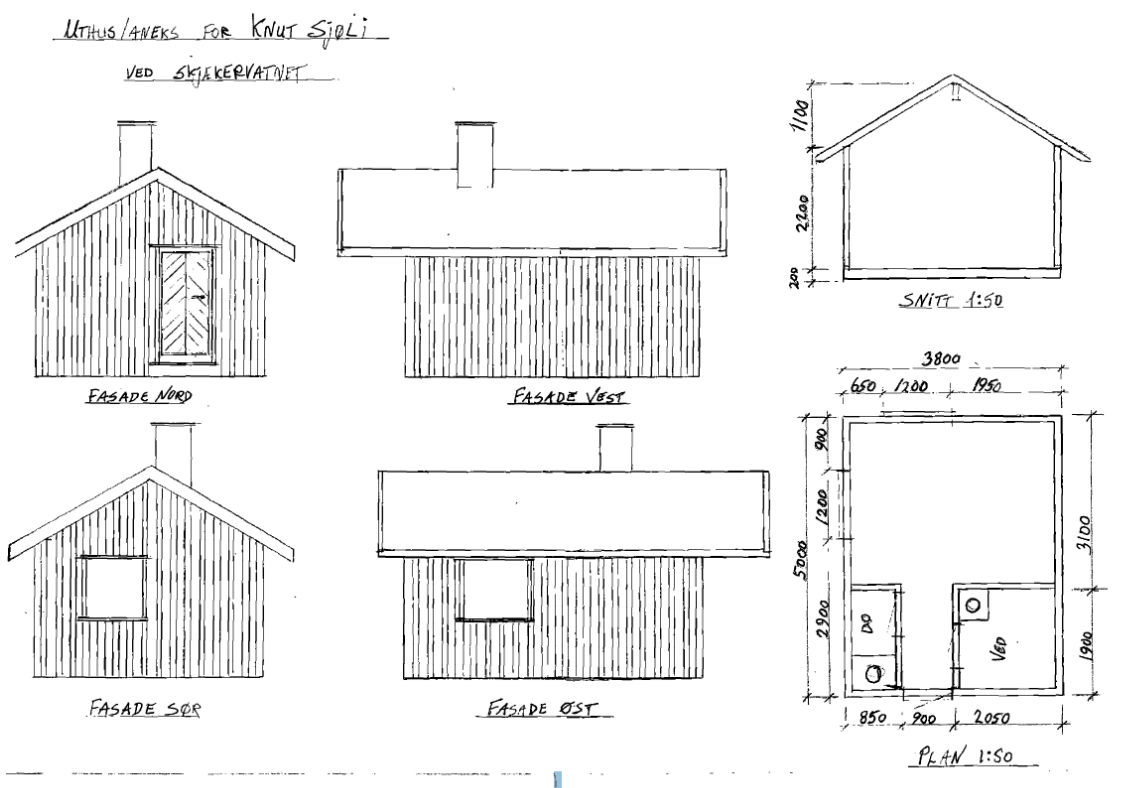 UTHUS/ANEKS FOR KNUT SJØLI
VED SKJÆKERVATNET
FASADE NORD
FASADE VEST
1100
2200
200
SNITT 1:50
FASADE SØR
FASADE ØST
3800
650 1200 1950
900
1200
5000
2900
3100
1900
DO
VED
850 900 2050
PLAN 1:50